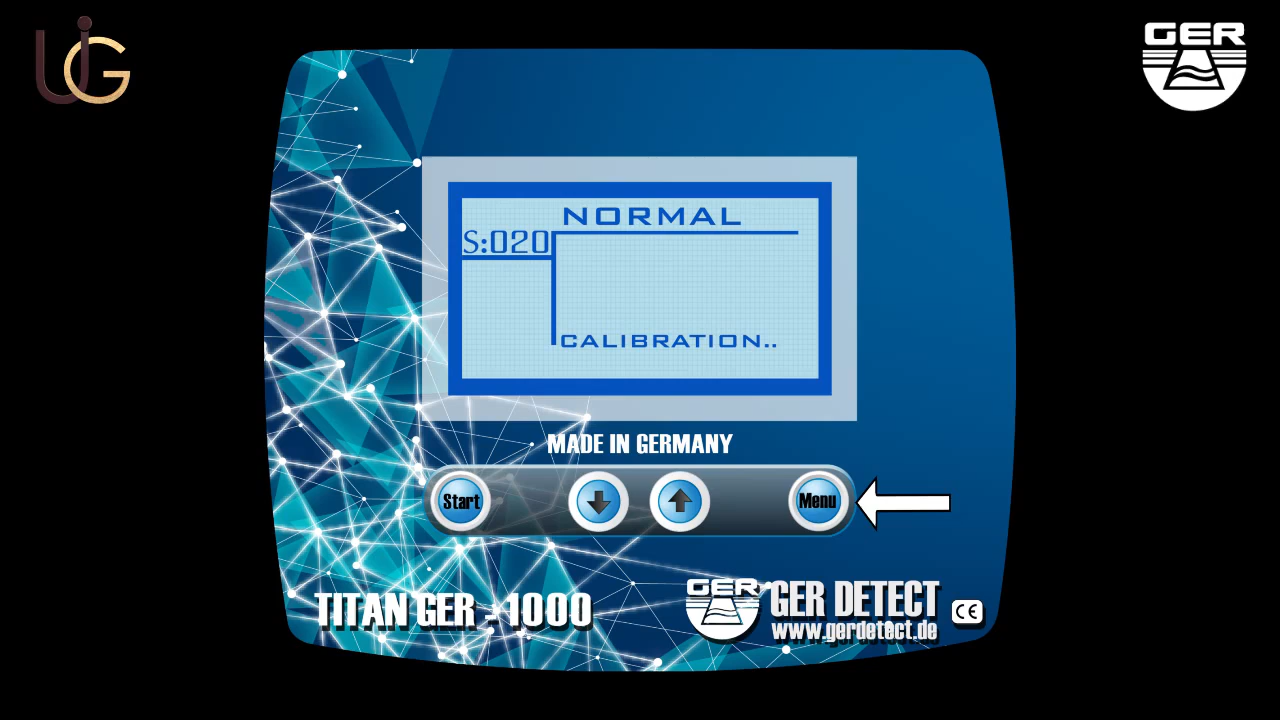 UiG
GER
NORMAL
S:020
CALIBRATION..
MADE IN GERMANY
Start
Menu
TITAN GER - 1000
GER
GER DETECT
www.gerdetect.de
CE